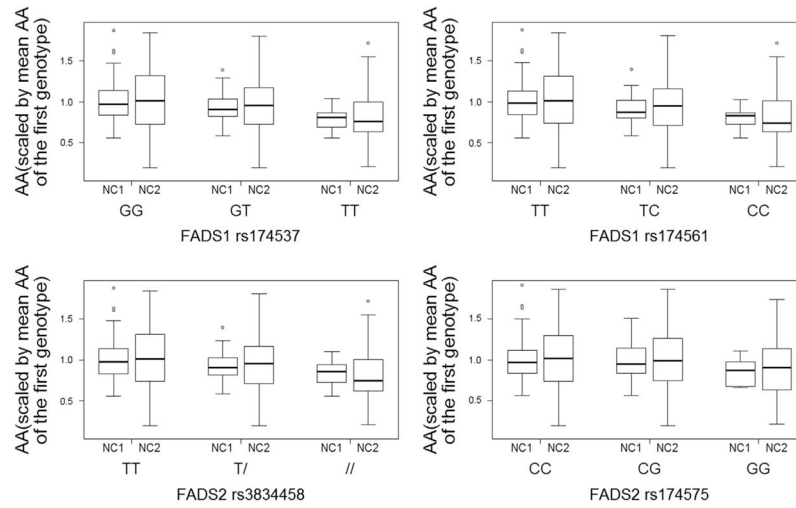 AA(scaled by mean AA
of the first genotype)
1.5
1.0
0.5
NC1 NC2 NC1 NC2 NC1 NC2
GG GT TT
FADS1 rs174537
AA(scaled by mean AA
of the first genotype)
1.5
1.0
0.5
NC1 NC2 NC1 NC2 NC1 NC2
TT TC CC
FADS1 rs174561
AA(scaled by mean AA
of the first genotype)
1.5
1.0
0.5
NC1 NC2 NC1 NC2 NC1 NC2
TT T/ //
FADS2 rs3834458
AA(scaled by mean AA
of the first genotype)
1.5
1.0
0.5
NC1 NC2 NC1 NC2 NC1 NC2
CC CG GG
FADS2 rs174575